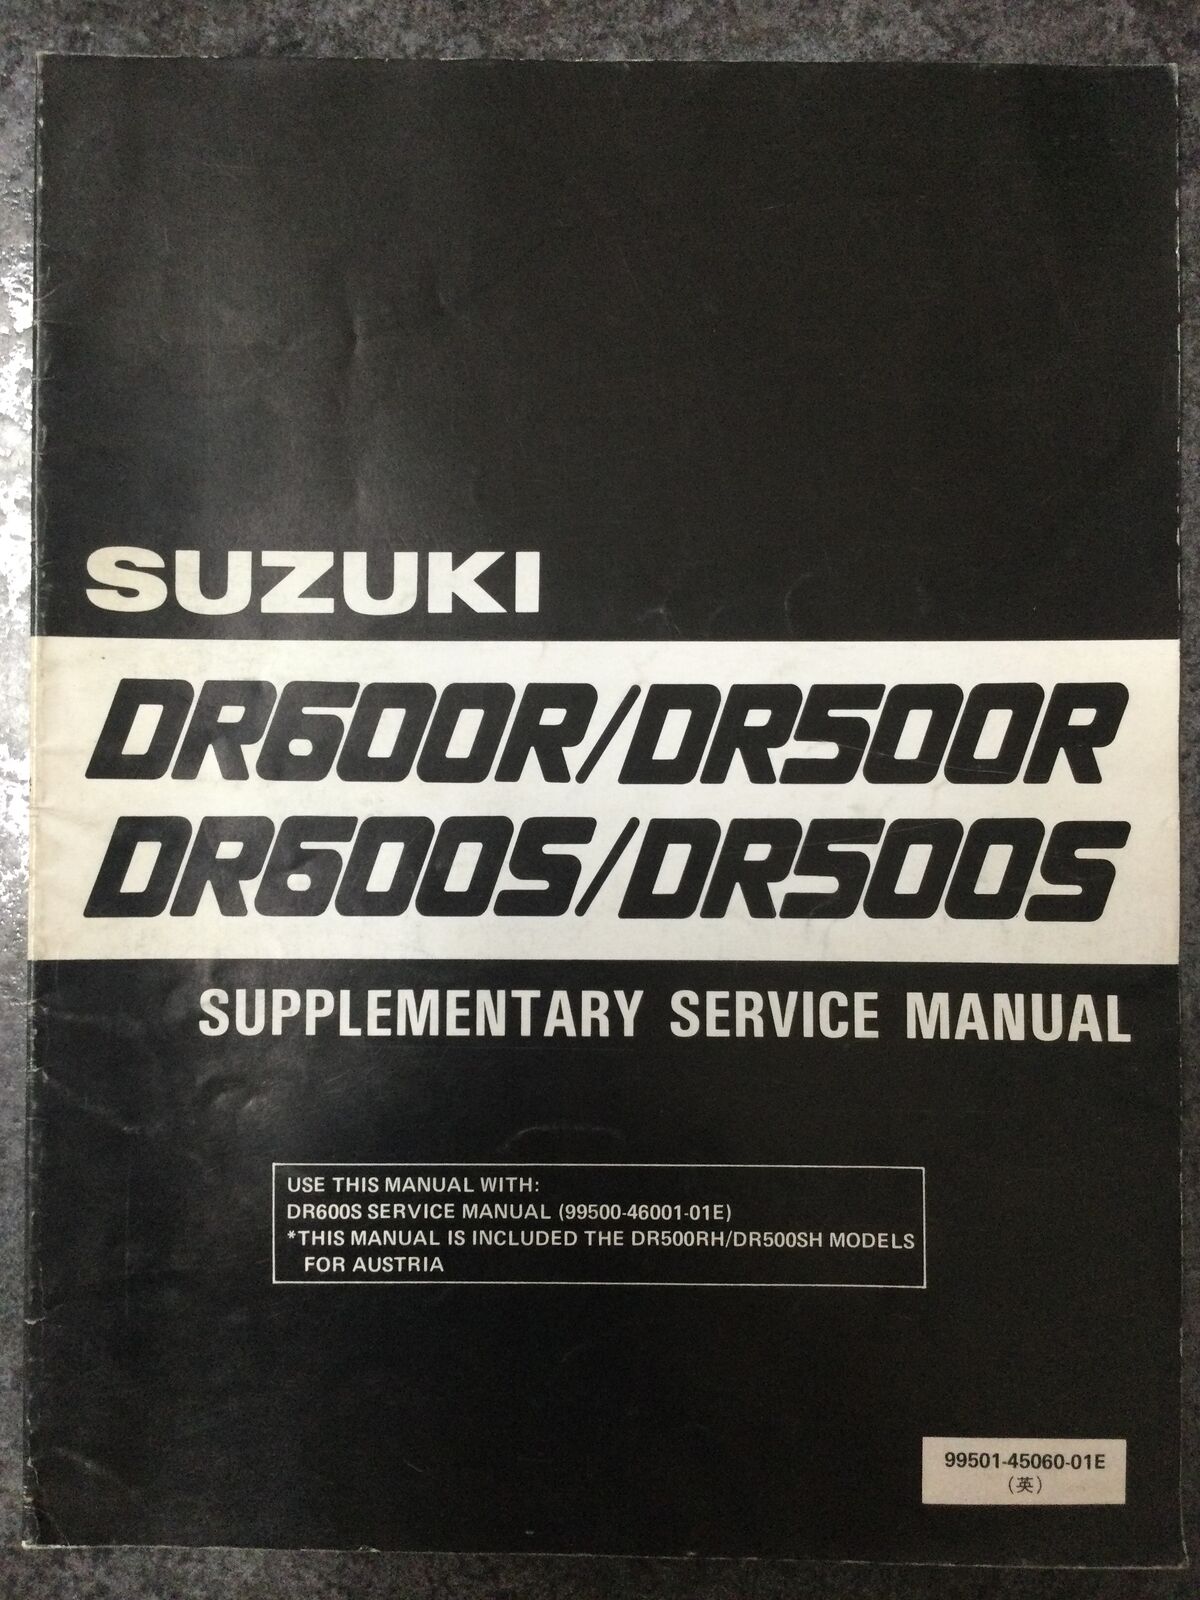 SUZUKI
DR600R/DR500R
DR600S/DR500S
SUPPLEMENTARY SERVICE MANUAL
USE THIS MANUAL WITH:
DR600S SERVICE MANUAL (99500-46001-01E)
*THIS MANUAL IS INCLUDED THE DR500RH/DR500SH MODELS
FOR AUSTRIA
99501-45060-01E
(英)